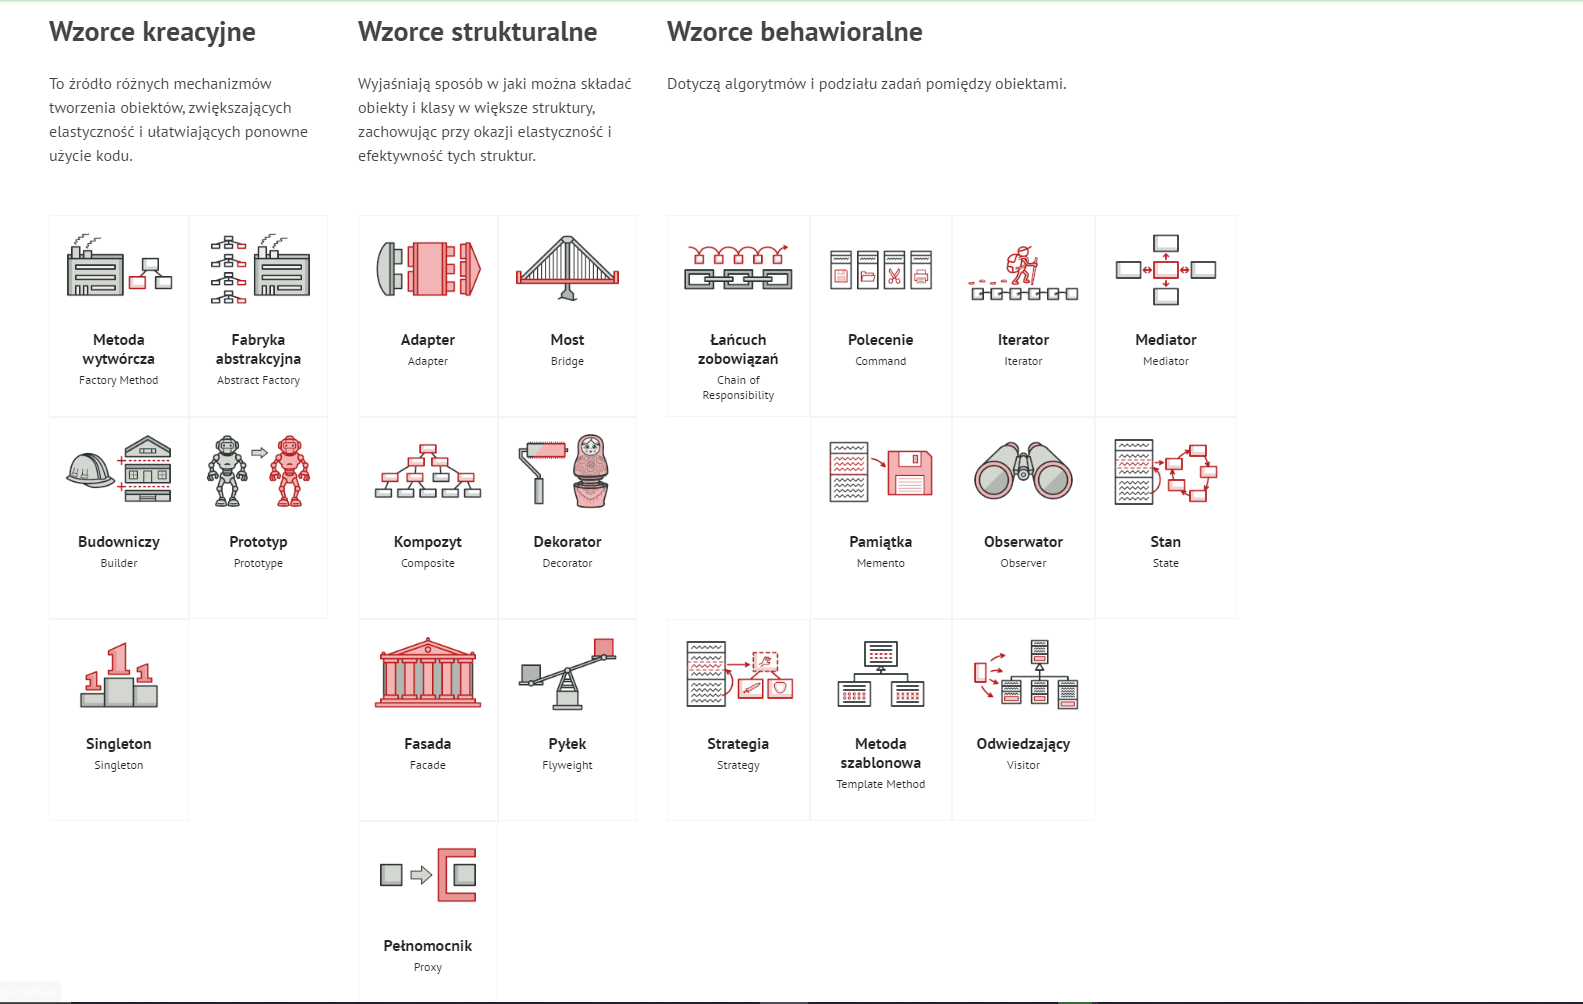 Wzorce kreacyjne
To źródło różnych mechanizmów
tworzenia obiektów, zwiększających
elastyczność i ułatwiających ponowne
użycie kodu.
Metoda
wytwórcza
Factory Method
Fabryka
abstrakcyjna
Abstract Factory
Budowniczy
Builder
Prototyp
Prototype
1
1
1
Singleton
Singleton
Wzorce strukturalne
Wyjaśniają sposób w jaki można składać
obiekty i klasy w większe struktury,
zachowując przy okazji elastyczność i
efektywność tych struktur.
Adapter
Adapter
Most
Bridge
Kompozyt
Composite
Dekorator
Decorator
Fasada
Facade
Pyłek
Flyweight
Pełnomocnik
Proxy
Wzorce behawioralne
Dotyczą algorytmów i podziału zadań pomiędzy obiektami.
Łańcuch
zobowiązań
Chain of
Responsibility
Polecenie
Command
Iterator
Iterator
Mediator
Mediator
Pamiątka
Memento
Obserwator
Observer
Stan
State
Strategia
Strategy
Metoda
szablonowa
Template Method
Odwiedzający
Visitor